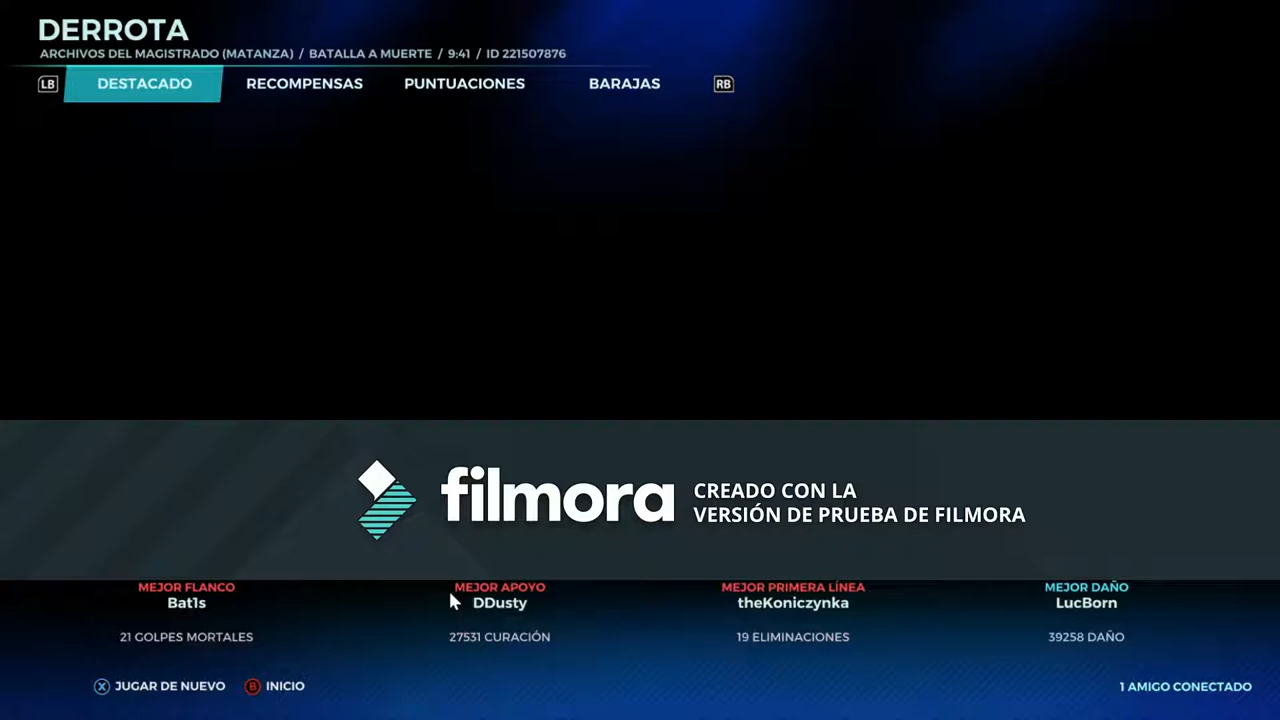 DERROTA
ARCHIVOS DEL MAGISTRADO (MATANZA) / BATALLA A MUERTE / 9:41 / ID 221507876
LB DESTACADO RECOMPENSAS PUNTUACIONES BARAJAS RB
filmora CREADO CON LA
VERSIÓN DE PRUEBA DE FILMORA
MEJOR FLANCO MEJOR APOYO MEJOR PRIMERA LÍNEA MEJOR DAÑO
Bat1s DDusty theKoniczynka LucBorn
21 GOLPES MORTALES 27531 CURACIÓN 19 ELIMINACIONES 39258 DAÑO
X JUGAR DE NUEVO B INICIO 1 AMIGO CONECTADO